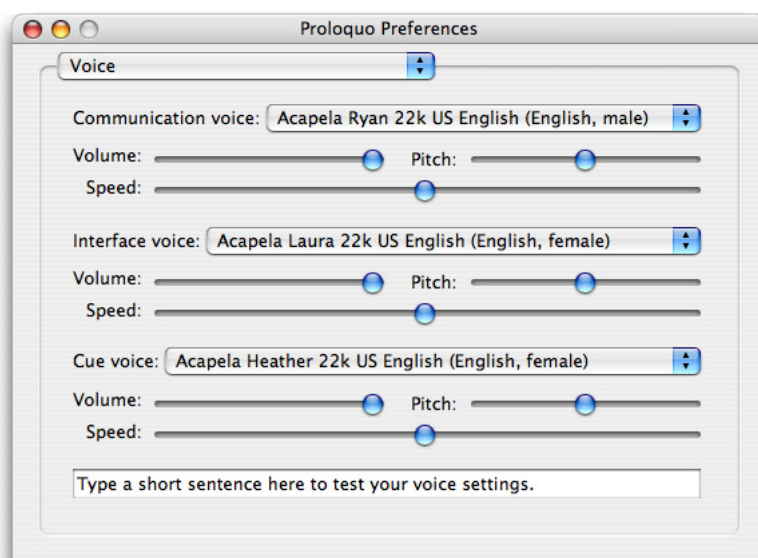 Proloquo Preferences
Voice
Communication voice: Acapela Ryan 22k US English (English, male)
Volume: Pitch:
Speed:
Interface voice: Acapela Laura 22k US English (English, female)
Volume: Pitch:
Speed:
Cue voice: Acapela Heather 22k US English (English, female)
Volume: Pitch:
Speed:
Type a short sentence here to test your voice settings.